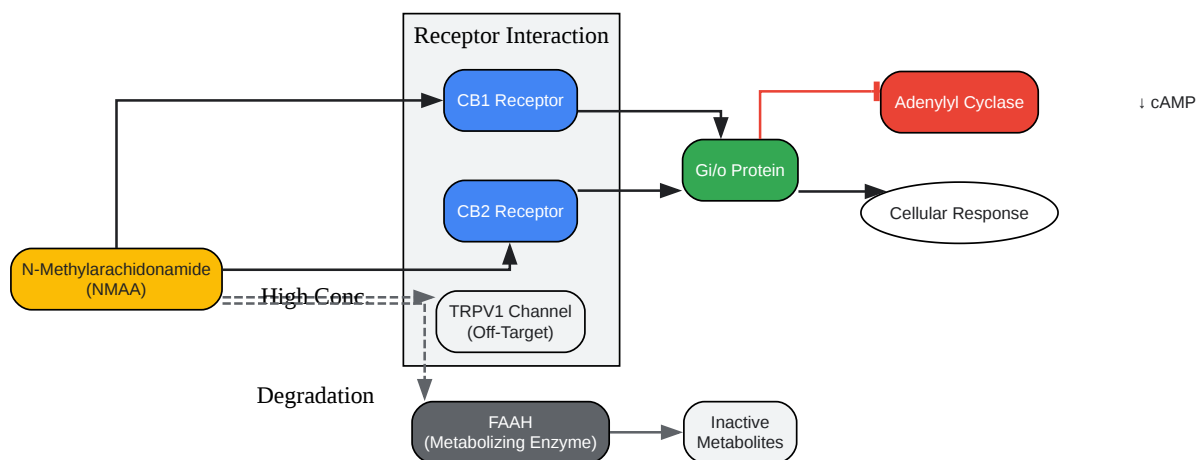 Receptor Interaction
CB1 Receptor
Adenylyl Cyclase
↓ cAMP
Gi/o Protein
CB2 Receptor
Cellular Response
N-Methylarachidonamide
(NMAA)
High Conc.
TRPV1 Channel
(Off-Target)
Degradation
FAAH
(Metabolizing Enzyme)
Inactive
Metabolites